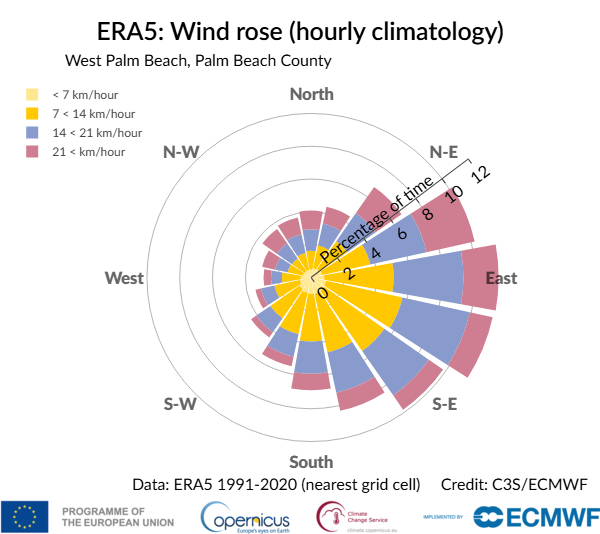 ERA5: Wind rose (hourly climatology)
West Palm Beach, Palm Beach County
< 7 km/hour
7 < 14 km/hour
14 < 21 km/hour
21 < km/hour
North
N-W
N-E
Percentage of time
0 2 4 6 8 10 12
West
East
S-W
S-E
South
Data: ERA5 1991-2020 (nearest grid cell) Credit: C3S/ECMWF
PROGRAMME OF
THE EUROPEAN UNION
opernicus
Europe's eyes on Earth
Climate
Change Service
climate.copernicus.eu
IMPLEMENTED BY
ECMWF